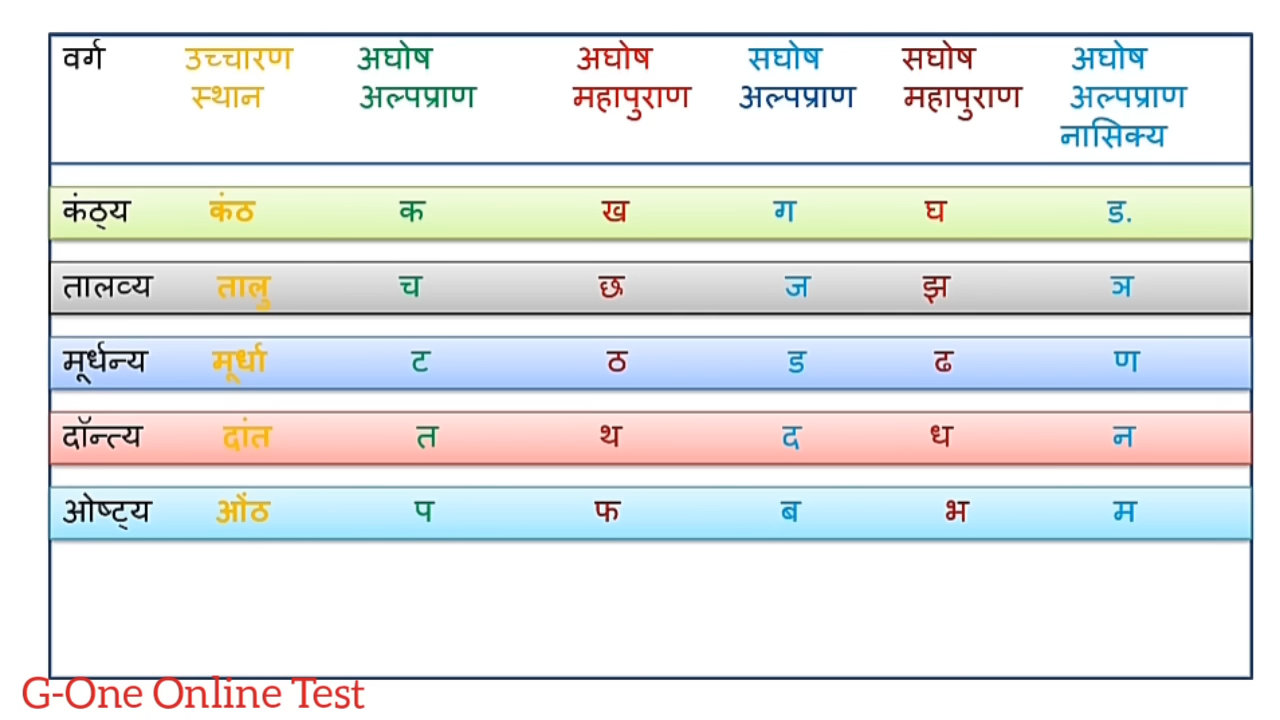 वर्ग उच्चारण अघोष अघोष सघोष सघोष अघोष
स्थान अल्पप्राण महापुराण अल्पप्राण महापुराण अल्पप्राण
नासिक्य
कंठ्य कंठ क ख ग घ ड.
तालव्य तालु च छ ज झ ञ
मूर्धन्य मूर्धा ट ठ ड ढ ण
दॉन्त्य दांत त थ द ध न
ओष्ट्य ओंठ प फ ब भ म
G-One Online Test